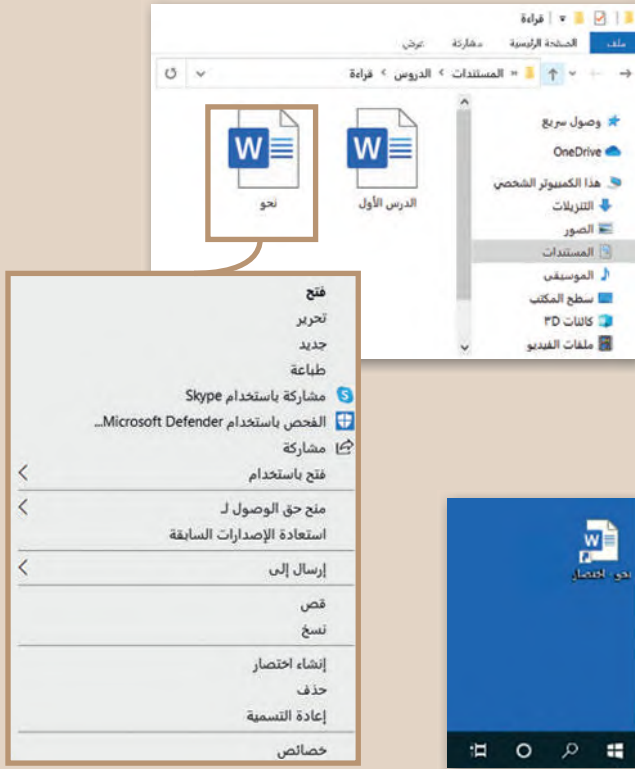 قراءة
ملف الصفحة الرئيسية مشاركة عرض
« المستندات › الدروس › قراءة
وصول سريع
OneDrive
هذا الكمبيوتر الشخصي
التنزيلات
الصور
المستندات
الموسيقى
سطح المكتب
كائنات ٣D
ملفات الفيديو
W
الدرس الأول
W
نحو
فتح
تحرير
جديد
طباعة
مشاركة باستخدام Skype
الفحص باستخدام Microsoft Defender...
مشاركة
فتح باستخدام
منح حق الوصول لـ
استعادة الإصدارات السابقة
إرسال إلى
قص
نسخ
إنشاء اختصار
حذف
إعادة التسمية
خصائص
W
نحو - اختصار